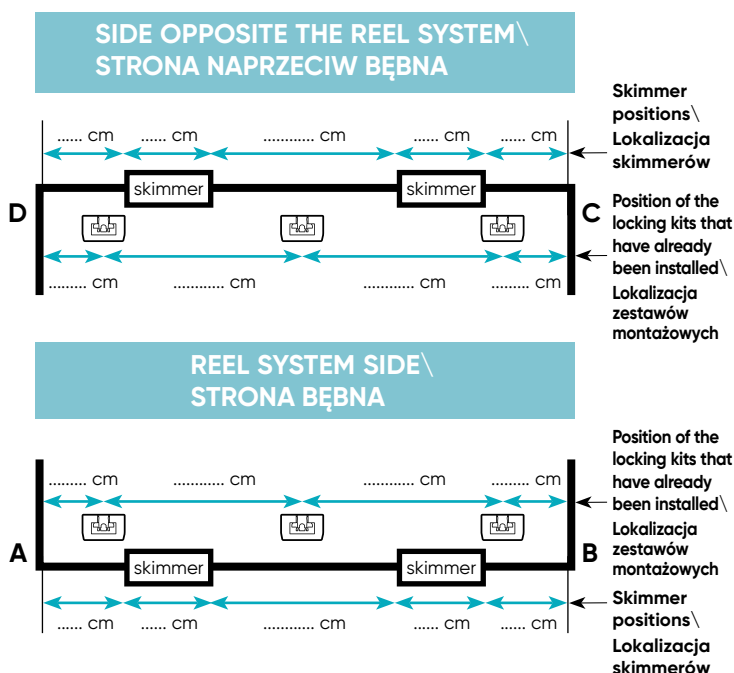 SIDE OPPOSITE THE REEL SYSTEM\
STRONA NAPRZECIW BĘBNA
Skimmer
positions\
Lokalizacja
skimmerów
...... cm ...... cm ............ cm ...... cm ...... cm
skimmer skimmer
D C
Position of the
locking kits that
have already
been installed\
Lokalizacja
zestawów
montażowych
......... cm ............ cm ............ cm ......... cm
REEL SYSTEM SIDE\
STRONA BĘBNA
Position of the
locking kits that
have already
been installed\
Lokalizacja
zestawów
montażowych
......... cm ............ cm ............ cm ......... cm
A B
skimmer skimmer
...... cm ...... cm ............ cm ...... cm ...... cm
Skimmer
positions\
Lokalizacja
skimmerów